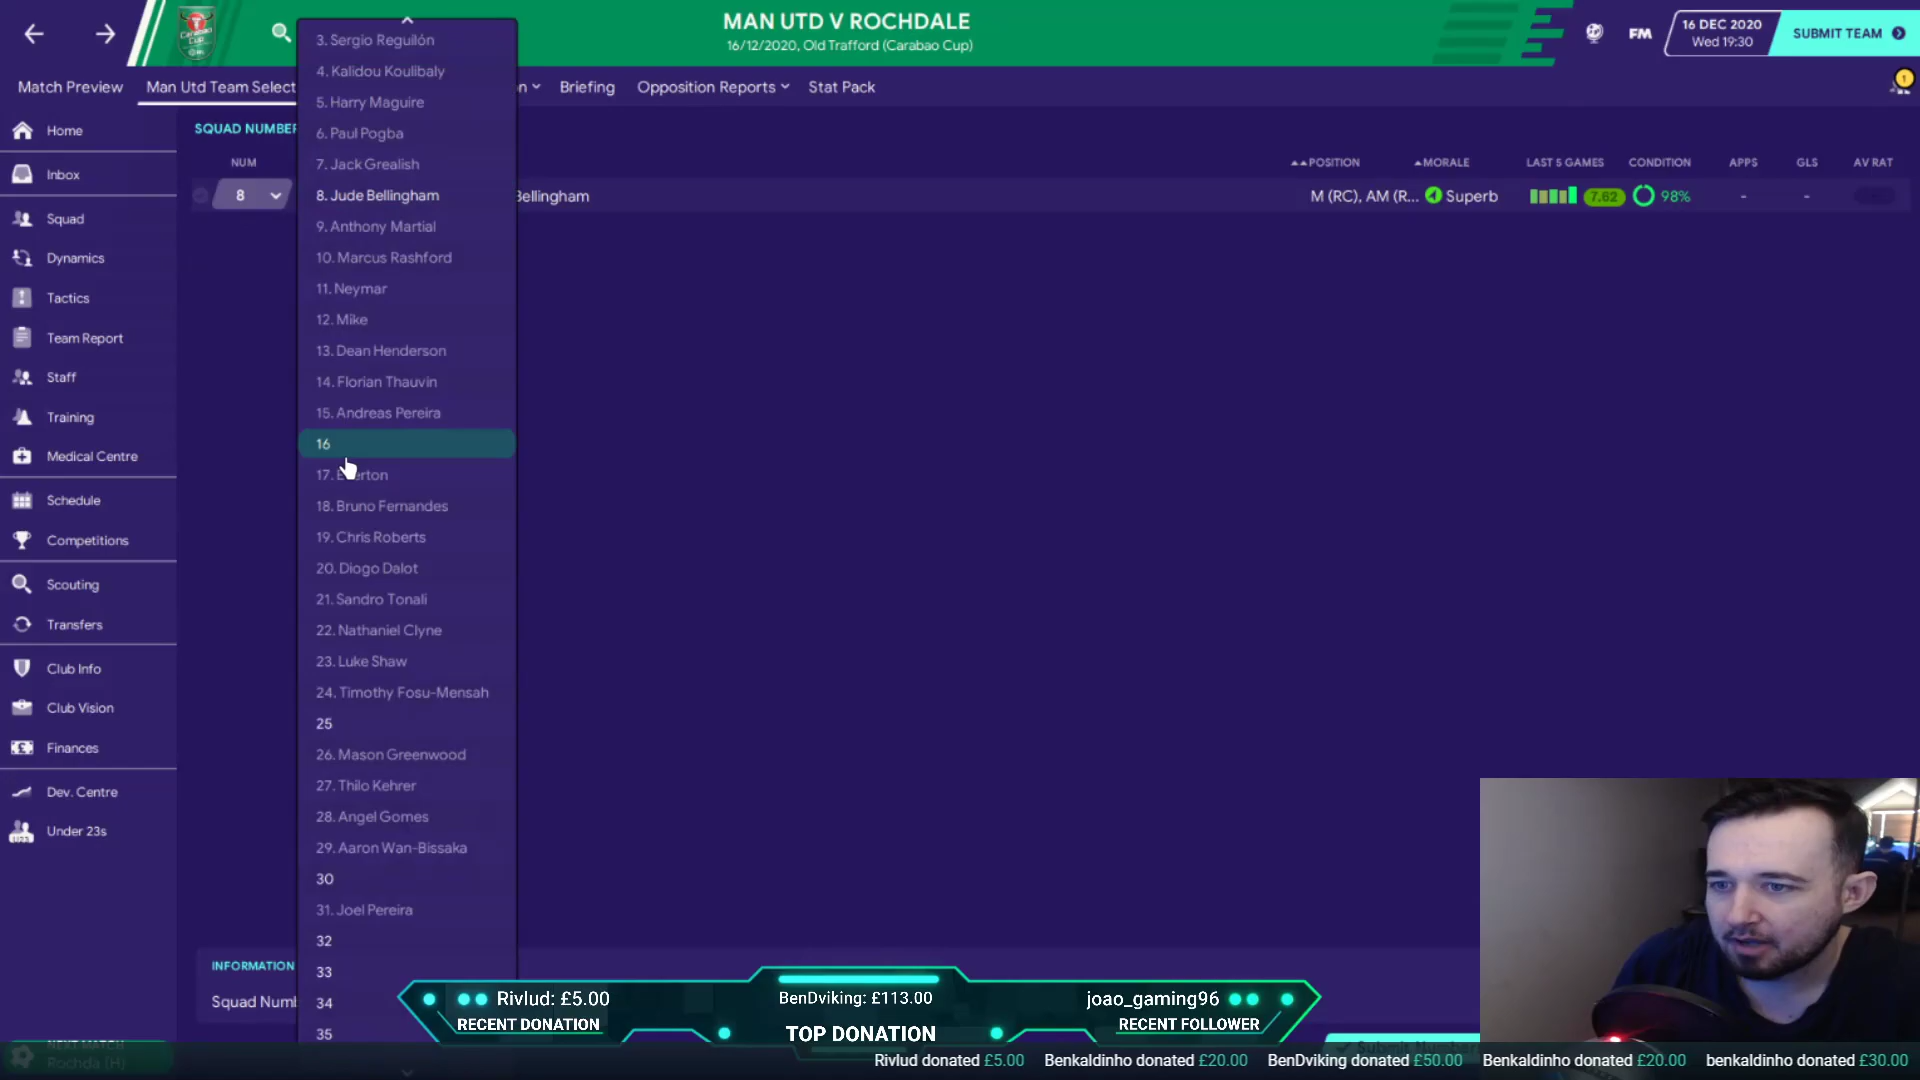 MAN UTD V ROCHDALE
16/12/2020, Old Trafford (Carabao Cup)
Carabao Cup
FM
16 DEC 2020
Wed 19:30
SUBMIT TEAM
Match Preview
Man Utd Team Select
n
Briefing
Opposition Reports
Stat Pack
1
Home
Inbox
Squad
Dynamics
Tactics
Team Report
Staff
Training
Medical Centre
Schedule
Competitions
Scouting
Transfers
Club Info
Club Vision
Finances
Dev. Centre
Under 23s
NEXT MATCH
Rochda (H)
SQUAD NUMBER
NUM
POSITION
MORALE
LAST 5 GAMES
CONDITION
APPS
GLS
AV RAT
8
Bellingham
M (RC), AM (R...
Superb
7.62
98%
-
-
-
3. Sergio Reguilón
4. Kalidou Koulibaly
5. Harry Maguire
6. Paul Pogba
7. Jack Grealish
8. Jude Bellingham
9. Anthony Martial
10. Marcus Rashford
11. Neymar
12. Mike
13. Dean Henderson
14. Florian Thauvin
15. Andreas Pereira
16
17. Everton
18. Bruno Fernandes
19. Chris Roberts
20. Diogo Dalot
21. Sandro Tonali
22. Nathaniel Clyne
23. Luke Shaw
24. Timothy Fosu-Mensah
25
26. Mason Greenwood
27. Thilo Kehrer
28. Angel Gomes
29. Aaron Wan-Bissaka
30
31. Joel Pereira
32
33
34
35
INFORMATION
Squad Numb
Rivlud: £5.00
RECENT DONATION
BenDviking: £113.00
TOP DONATION
joao_gaming96
RECENT FOLLOWER
Rivlud donated £5.00 Benkaldinho donated £20.00 BenDviking donated £50.00 Benkaldinho donated £20.00 benkaldinho donated £30.00